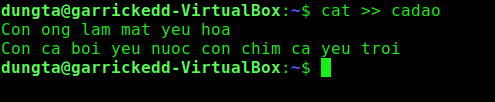 dungta@garrickedd-VirtualBox:~$ cat >> cadao
Con ong lam mat yeu hoa
Con ca boi yeu nuoc con chim ca yeu troi
dungta@garrickedd-VirtualBox:~$